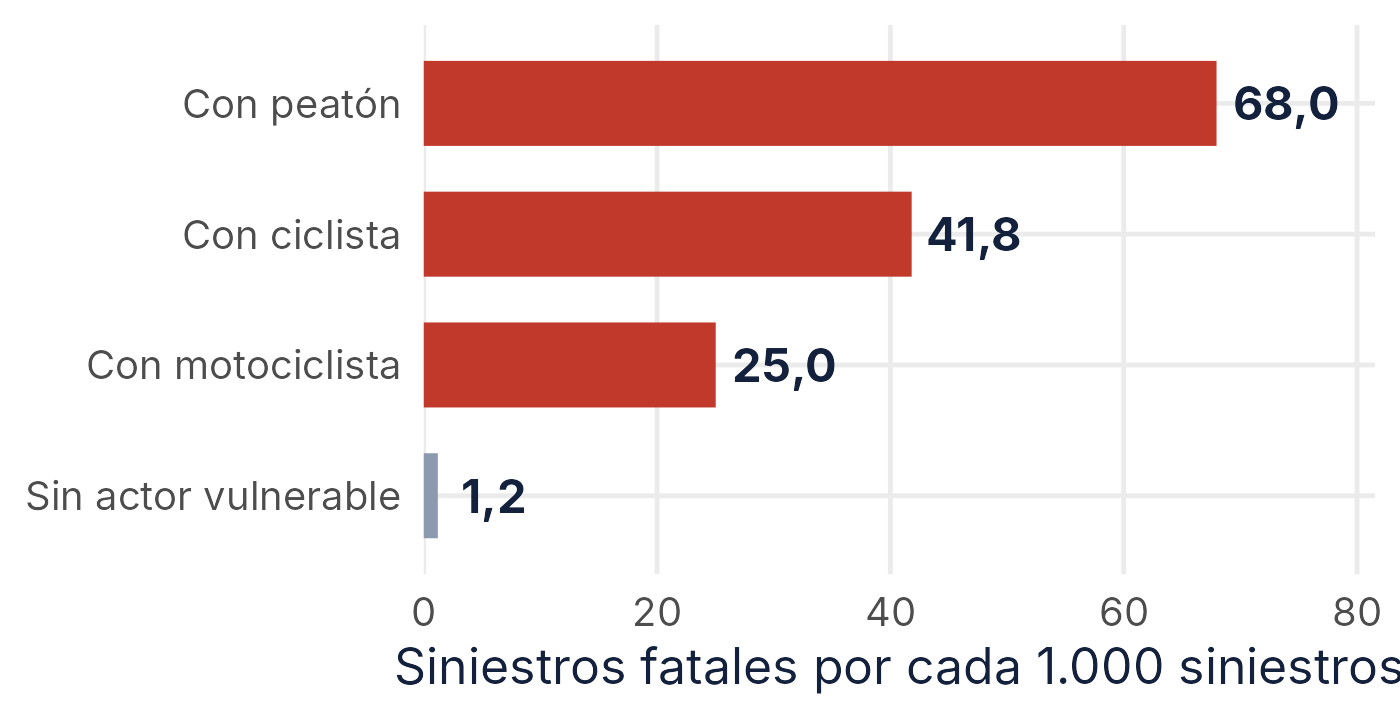 Con peatón 68,0
Con ciclista 41,8
Con motociclista 25,0
Sin actor vulnerable 1,2
0 20 40 60 80
Siniestros fatales por cada 1.000 siniestros